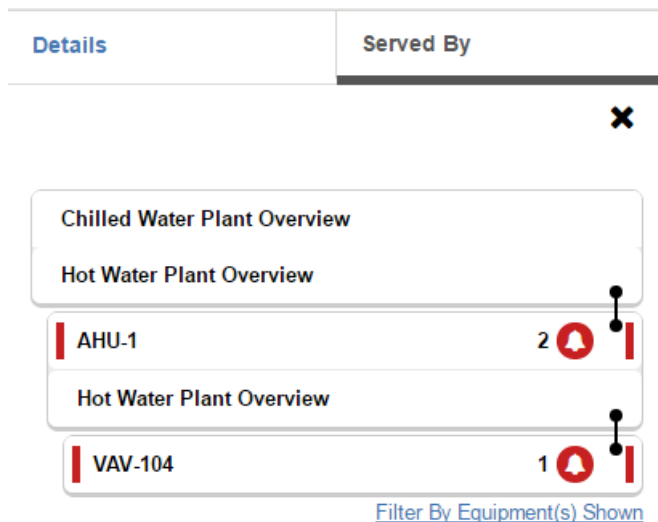 Details
Served By
Chilled Water Plant Overview
Hot Water Plant Overview
AHU-1 2
Hot Water Plant Overview
VAV-104 1
Filter By Equipment(s) Shown